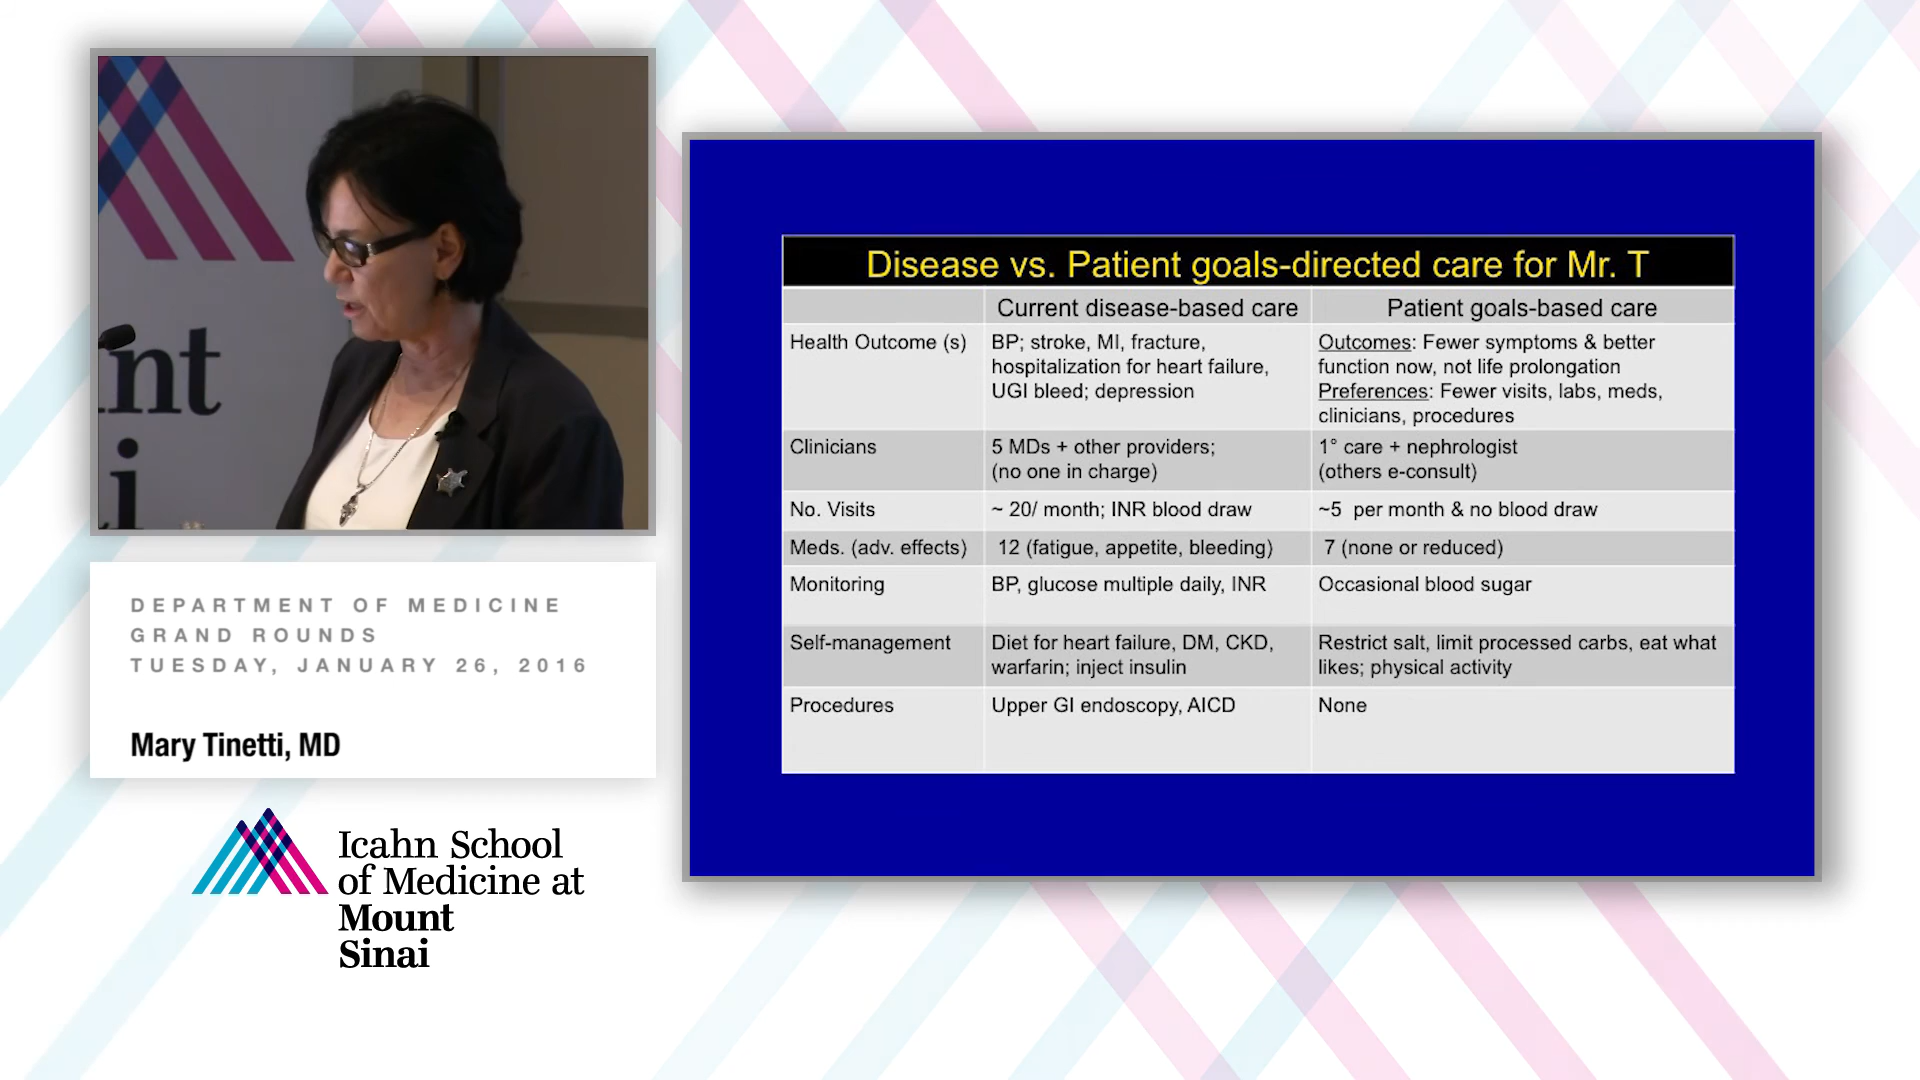 nt
i
DEPARTMENT OF MEDICINE
GRAND ROUNDS
TUESDAY, JANUARY 26, 2016
Mary Tinetti, MD
Icahn School
of Medicine at
Mount
Sinai
Disease vs. Patient goals-directed care for Mr. T
Current disease-based care
Patient goals-based care
Health Outcome (s)
BP; stroke, MI, fracture,
hospitalization for heart failure,
UGI bleed; depression
Outcomes: Fewer symptoms & better
function now, not life prolongation
Preferences: Fewer visits, labs, meds,
clinicians, procedures
Clinicians
5 MDs + other providers;
(no one in charge)
1° care + nephrologist
(others e-consult)
No. Visits
~ 20/ month; INR blood draw
~5 per month & no blood draw
Meds. (adv. effects)
12 (fatigue, appetite, bleeding)
7 (none or reduced)
Monitoring
BP, glucose multiple daily, INR
Occasional blood sugar
Self-management
Diet for heart failure, DM, CKD,
warfarin; inject insulin
Restrict salt, limit processed carbs, eat what
likes; physical activity
Procedures
Upper GI endoscopy, AICD
None